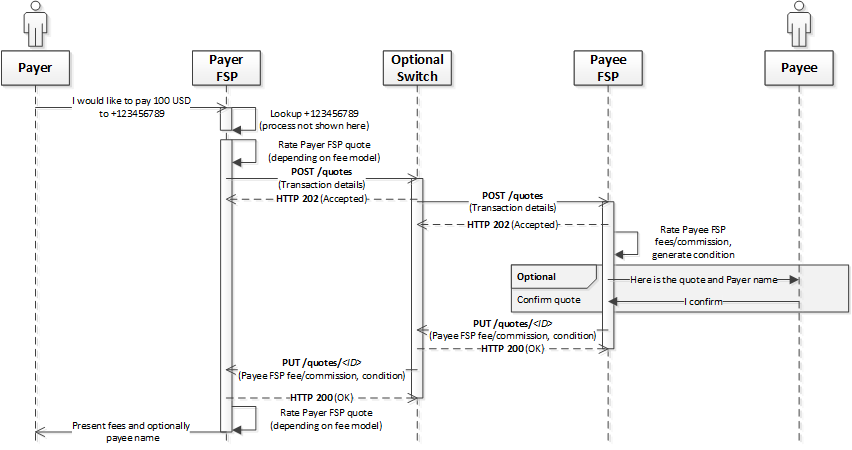 Payer
Payer
FSP
Optional
Switch
Payee
FSP
Payee
I would like to pay 100 USD
to +123456789
Lookup +123456789
(process not shown here)
Rate Payer FSP quote
(depending on fee model)
POST /quotes
(Transaction details)
HTTP 202 (Accepted)
POST /quotes
(Transaction details)
HTTP 202 (Accepted)
Rate Payee FSP
fees/commission,
generate condition
Optional
Here is the quote and Payer name
Confirm quote
I confirm
PUT /quotes/<ID>
(Payee FSP fee/commission, condition)
HTTP 200 (OK)
PUT /quotes/<ID>
(Payee FSP fee/commission, condition)
HTTP 200 (OK)
Rate Payer FSP quote
(depending on fee model)
Present fees and optionally
payee name